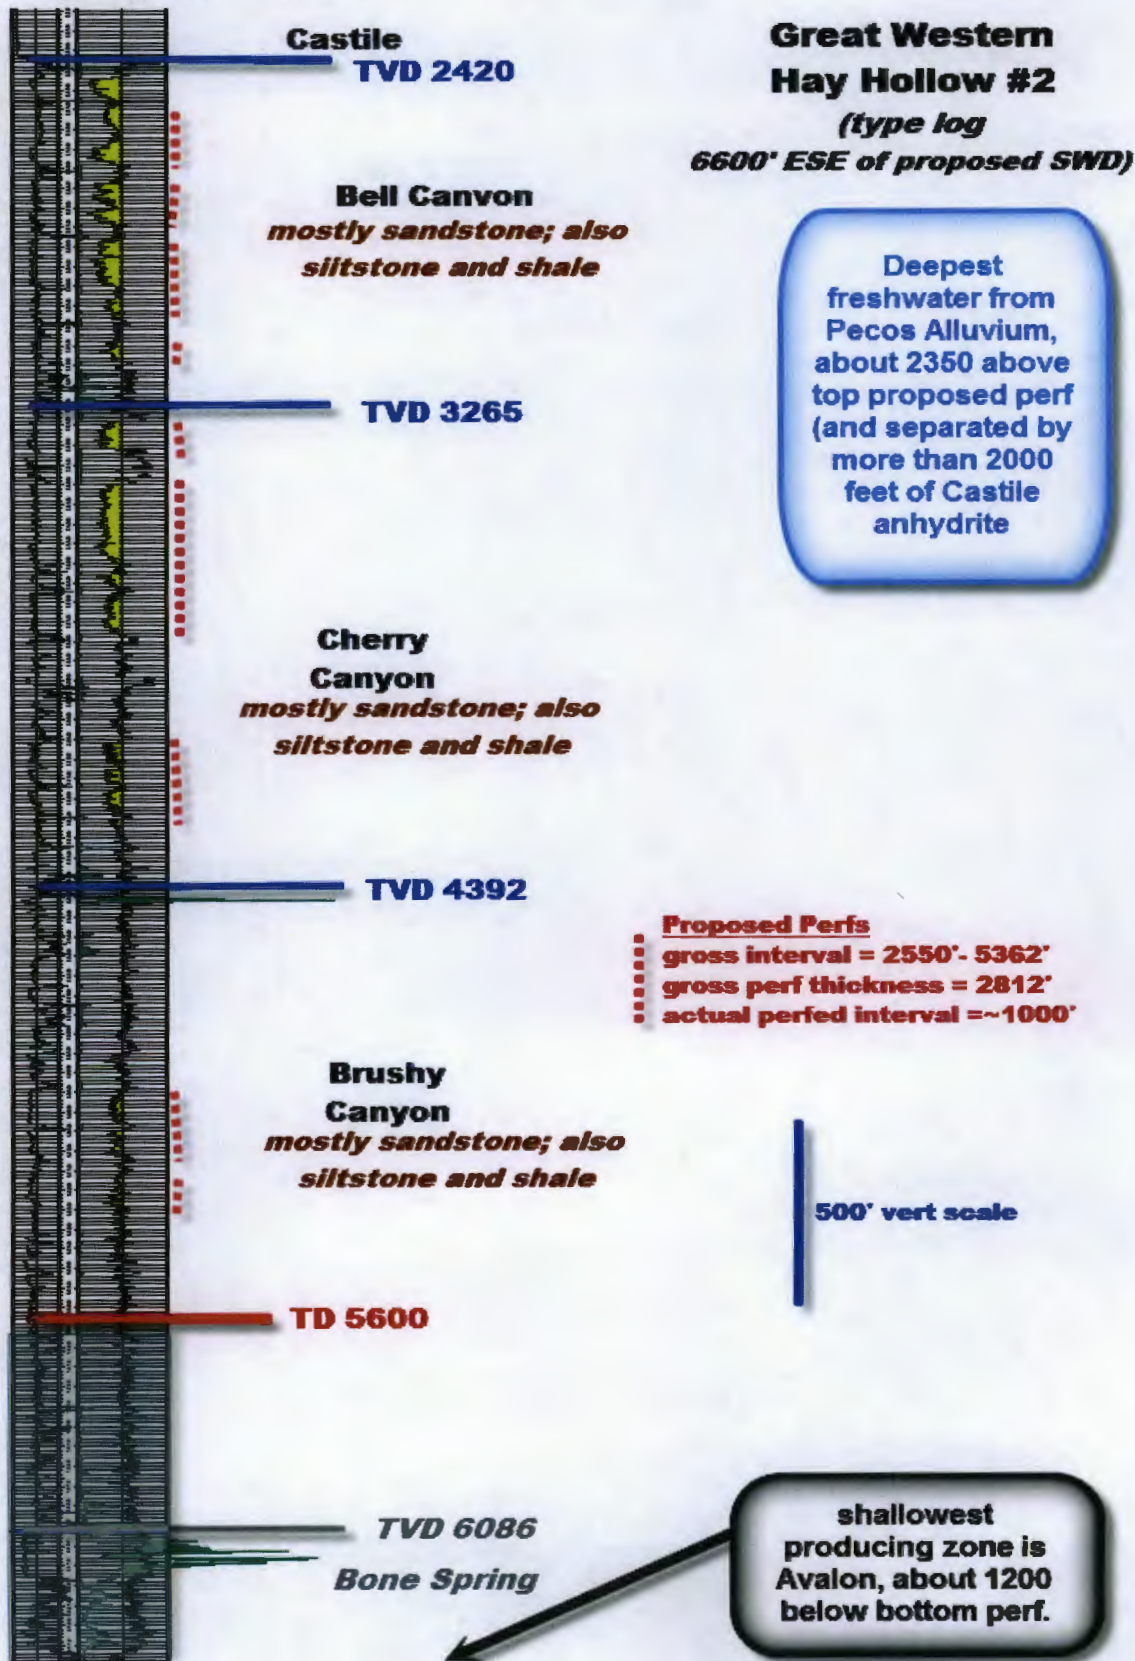 Castile
TVD 2420
Great Western
Hay Hollow #2
(type log
6600' ESE of proposed SWD)
Bell Canyon
mostly sandstone; also
siltstone and shale
Deepest
freshwater from
Pecos Alluvium,
about 2350 above
top proposed perf
(and separated by
more than 2000
feet of Castile
anhydrite
TVD 3265
Cherry
Canyon
mostly sandstone; also
siltstone and shale
TVD 4392
Proposed Perfs
gross interval = 2550'- 5362'
gross perf thickness = 2812'
actual perfed interval =~1000'
Brushy
Canyon
mostly sandstone; also
siltstone and shale
500' vert scale
TD 5600
TVD 6086
Bone Spring
shallowest
producing zone is
Avalon, about 1200
below bottom perf.